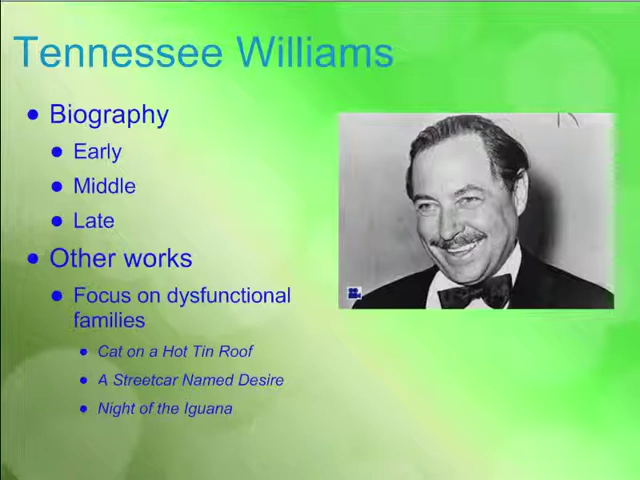 Tennessee Williams
Biography
Early
Middle
Late
Other works
Focus on dysfunctional
families
Cat on a Hot Tin Roof
A Streetcar Named Desire
Night of the Iguana